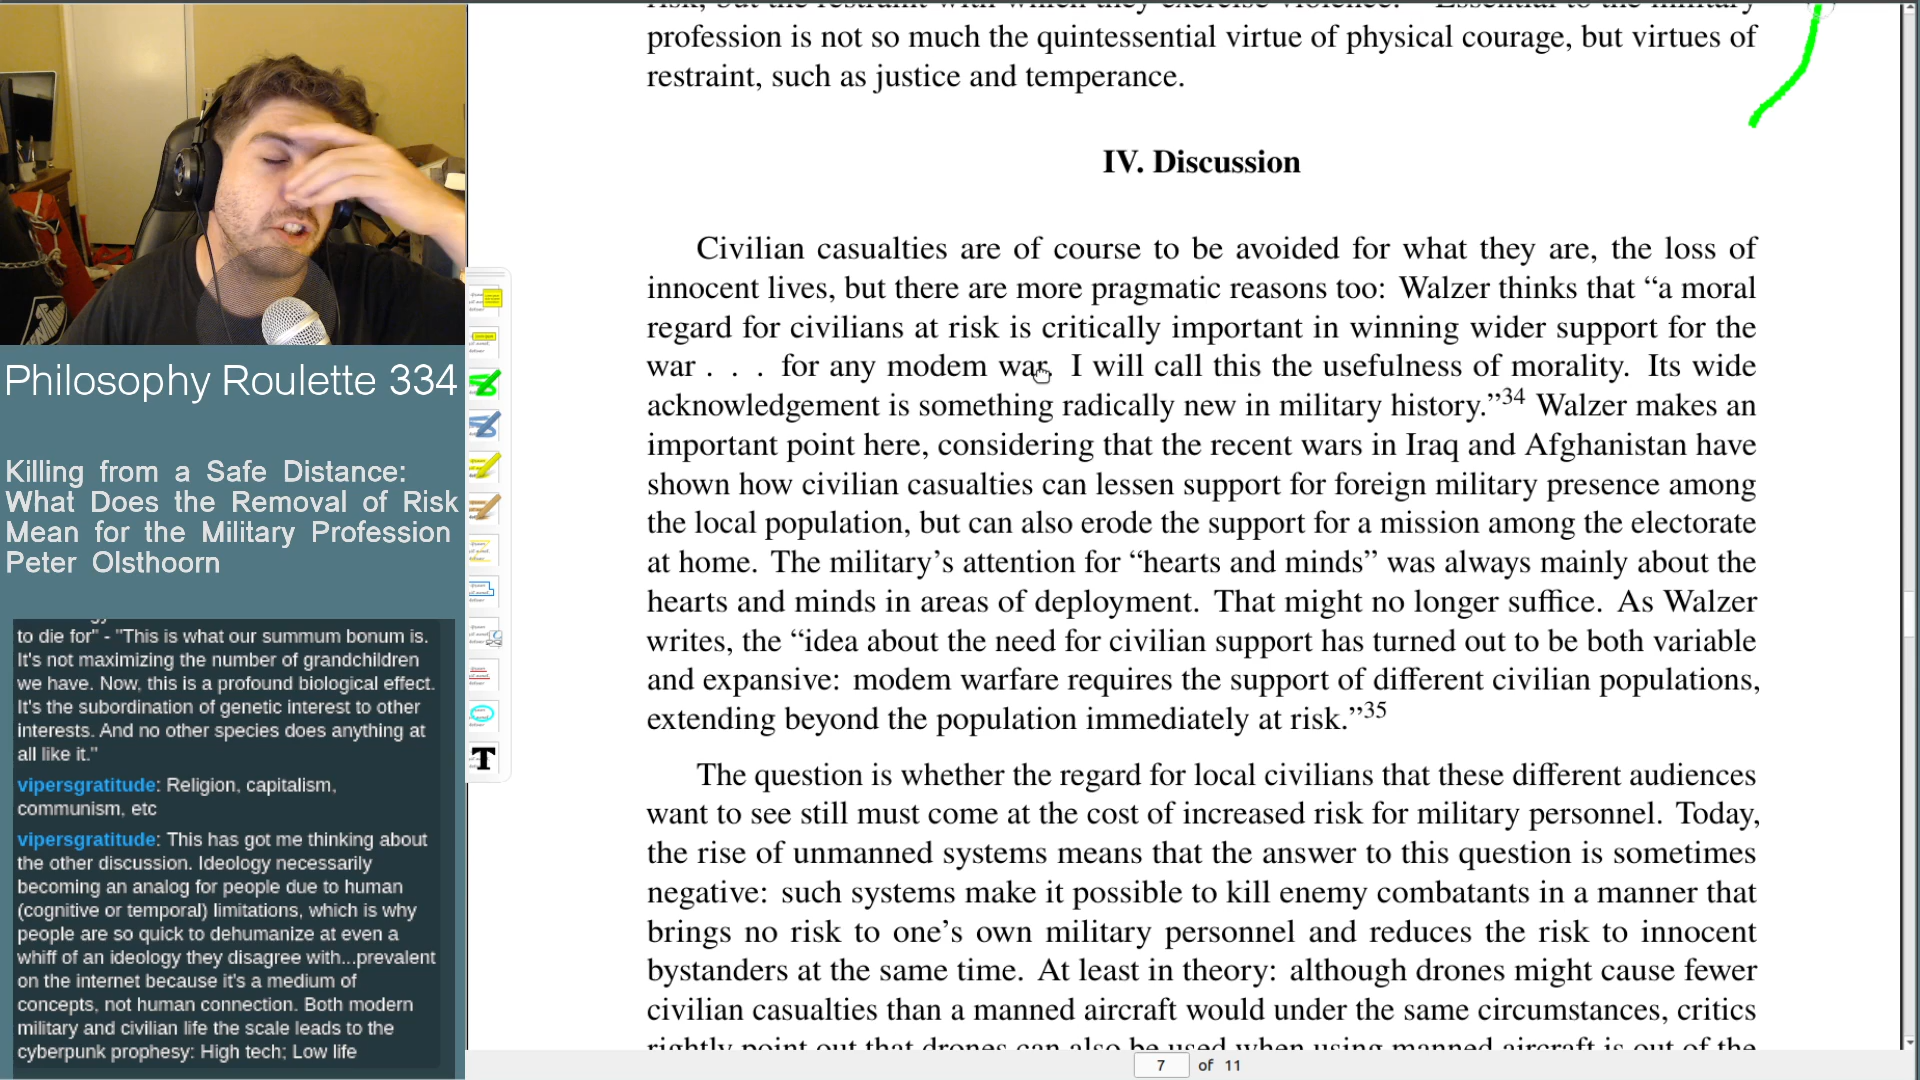 profession is not so much the quintessential virtue of physical courage, but virtues of
restraint, such as justice and temperance.
IV. Discussion
Civilian casualties are of course to be avoided for what they are, the loss of
innocent lives, but there are more pragmatic reasons too: Walzer thinks that “a moral
regard for civilians at risk is critically important in winning wider support for the
war . . . for any modem war. I will call this the usefulness of morality. Its wide
acknowledgement is something radically new in military history.”34 Walzer makes an
important point here, considering that the recent wars in Iraq and Afghanistan have
shown how civilian casualties can lessen support for foreign military presence among
the local population, but can also erode the support for a mission among the electorate
at home. The military’s attention for “hearts and minds” was always mainly about the
hearts and minds in areas of deployment. That might no longer suffice. As Walzer
writes, the “idea about the need for civilian support has turned out to be both variable
and expansive: modem warfare requires the support of different civilian populations,
extending beyond the population immediately at risk.”35
The question is whether the regard for local civilians that these different audiences
want to see still must come at the cost of increased risk for military personnel. Today,
the rise of unmanned systems means that the answer to this question is sometimes
negative: such systems make it possible to kill enemy combatants in a manner that
brings no risk to one’s own military personnel and reduces the risk to innocent
bystanders at the same time. At least in theory: although drones might cause fewer
civilian casualties than a manned aircraft would under the same circumstances, critics
rightly point out that drones can also be used when using manned aircraft is out of the
7 of 11
Philosophy Roulette 334
Killing from a Safe Distance:
What Does the Removal of Risk
Mean for the Military Profession
Peter Olsthoorn
to die for" - "This is what our summum bonum is.
It's not maximizing the number of grandchildren
we have. Now, this is a profound biological effect.
It's the subordination of genetic interest to other
interests. And no other species does anything at
all like it."
vipersgratitude: Religion, capitalism,
communism, etc
vipersgratitude: This has got me thinking about
the other discussion. Ideology necessarily
becoming an analog for people due to human
(cognitive or temporal) limitations, which is why
people are so quick to dehumanize at even a
whiff of an ideology they disagree with...prevalent
on the internet because it's a medium of
concepts, not human connection. Both modern
military and civilian life the scale leads to the
cyberpunk prophesy: High tech; Low life
T